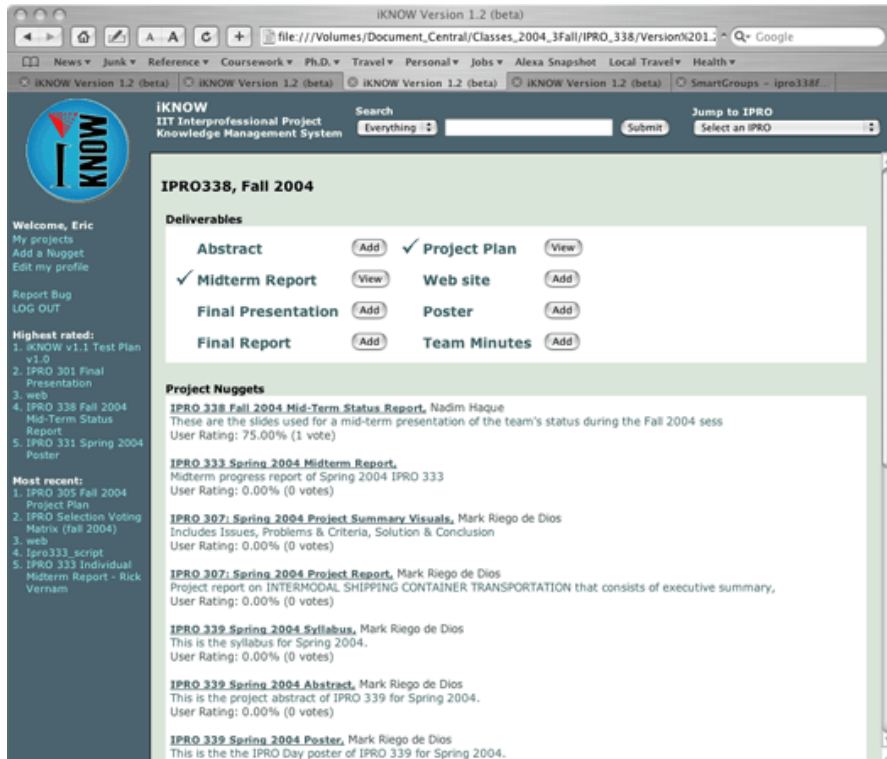 iKNOW Version 1.2 (beta)
A A C + file:///Volumes/Document_Central/Classes_2004_3Fall/IPRO_338/Version%201.2 Google
News Junk Reference Coursework Ph.D. Travel Personal Jobs Alexa Snapshot Local Travel Health
iKNOW Version 1.2 (beta) iKNOW Version 1.2 (beta) iKNOW Version 1.2 (beta) iKNOW Version 1.2 (beta) SmartGroups - ipro338f...
i KNOW
iKNOW
IIT Interprofessional Project
Knowledge Management System
Search
Everything Submit
Jump to IPRO
Select an IPRO
Welcome, Eric
My projects
Add a Nugget
Edit my profile
Report Bug
LOG OUT
Highest rated:
1. iKNOW v1.1 Test Plan
v1.0
2. IPRO 301 Final
Presentation
3. web
4. IPRO 338 Fall 2004
Mid-Term Status
Report
5. IPRO 331 Spring 2004
Poster
Most recent:
1. IPRO 305 Fall 2004
Project Plan
2. IPRO Selection Voting
Matrix (fall 2004)
3. web
4. Ipro333_script
5. IPRO 333 Individual
Midterm Report - Rick
Vernam
IPRO338, Fall 2004
Deliverables
Abstract Add ✓ Project Plan View
✓ Midterm Report View Web site Add
Final Presentation Add Poster Add
Final Report Add Team Minutes Add
Project Nuggets
IPRO 338 Fall 2004 Mid-Term Status Report, Nadim Haque
These are the slides used for a mid-term presentation of the team's status during the Fall 2004 sess
User Rating: 75.00% (1 vote)
IPRO 333 Spring 2004 Midterm Report,
Midterm progress report of Spring 2004 IPRO 333
User Rating: 0.00% (0 votes)
IPRO 307: Spring 2004 Project Summary Visuals, Mark Riego de Dios
Includes Issues, Problems & Criteria, Solution & Conclusion
User Rating: 0.00% (0 votes)
IPRO 307: Spring 2004 Project Report, Mark Riego de Dios
Project report on INTERMODAL SHIPPING CONTAINER TRANSPORTATION that consists of executive summary,
User Rating: 0.00% (0 votes)
IPRO 339 Spring 2004 Syllabus, Mark Riego de Dios
This is the syllabus for Spring 2004.
User Rating: 0.00% (0 votes)
IPRO 339 Spring 2004 Abstract, Mark Riego de Dios
This is the project abstract of IPRO 339 for Spring 2004.
User Rating: 0.00% (0 votes)
IPRO 339 Spring 2004 Poster, Mark Riego de Dios
This is the the IPRO Day poster of IPRO 339 for Spring 2004.